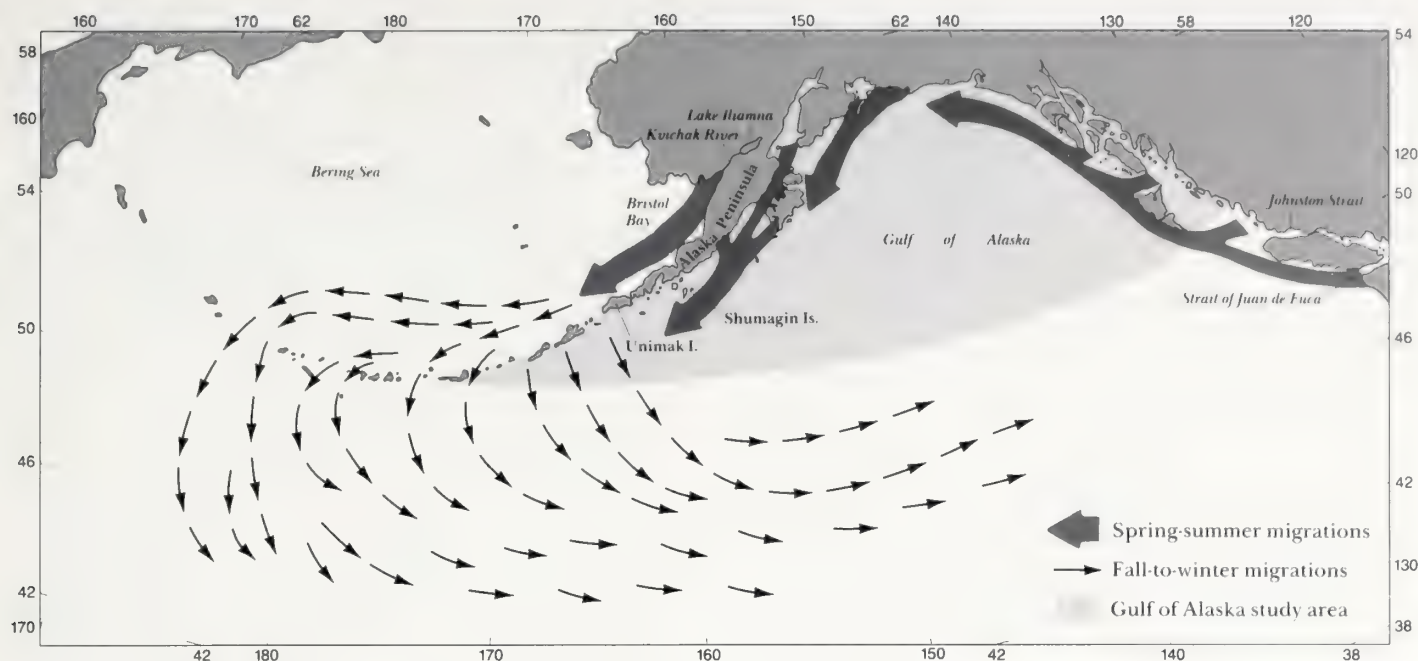 160 170 62 180 170 160 150 62 140 130 58 120
58 54
Lake Iliamna
Kvichak River
160
120
Bering Sea
54
50
Johnston Strait
Bristol
Bay
Alaska Peninsula
Gulf of Alaska
Strait of Juan de Fuca
50
Shumagin Is.
46
Unimak I.
46
42
Spring-summer migrations
Fall-to-winter migrations
130
42
Gulf of Alaska study area
170
38
42 180 170 160 150 42 140 38